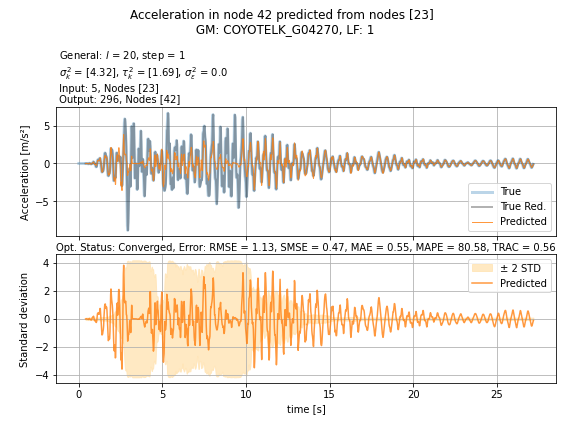 Acceleration in node 42 predicted from nodes [23]
GM: COYOTELK_G04270, LF: 1
General: l = 20, step = 1
σ_k² = [4.32], τ_k² = [1.69], σ_ε² = 0.0
Input: 5, Nodes [23]
Output: 296, Nodes [42]
Acceleration [m/s²]
5
0
−5
True
True Red.
Predicted
Opt. Status: Converged, Error: RMSE = 1.13, SMSE = 0.47, MAE = 0.55, MAPE = 80.58, TRAC = 0.56
Standard deviation
4
2
0
−2
−4
± 2 STD
Predicted
0 5 10 15 20 25
time [s]